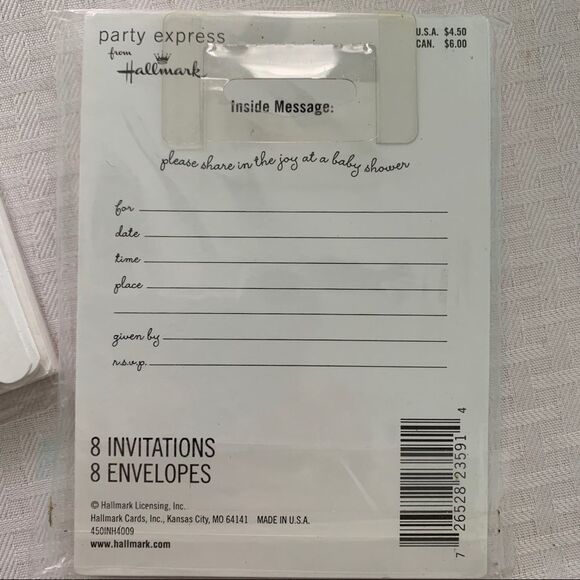 party express
from
Hallmark
U.S.A. $4.50
CAN. $6.00
Inside Message:
please share in the joy at a baby shower
for
date
time
place
given by
r.s.v.p.
8 INVITATIONS
8 ENVELOPES
© Hallmark Licensing, Inc.
Hallmark Cards, Inc., Kansas City, MO 64141 MADE IN U.S.A.
450INH4009
www.hallmark.com
7 26528 23591 4